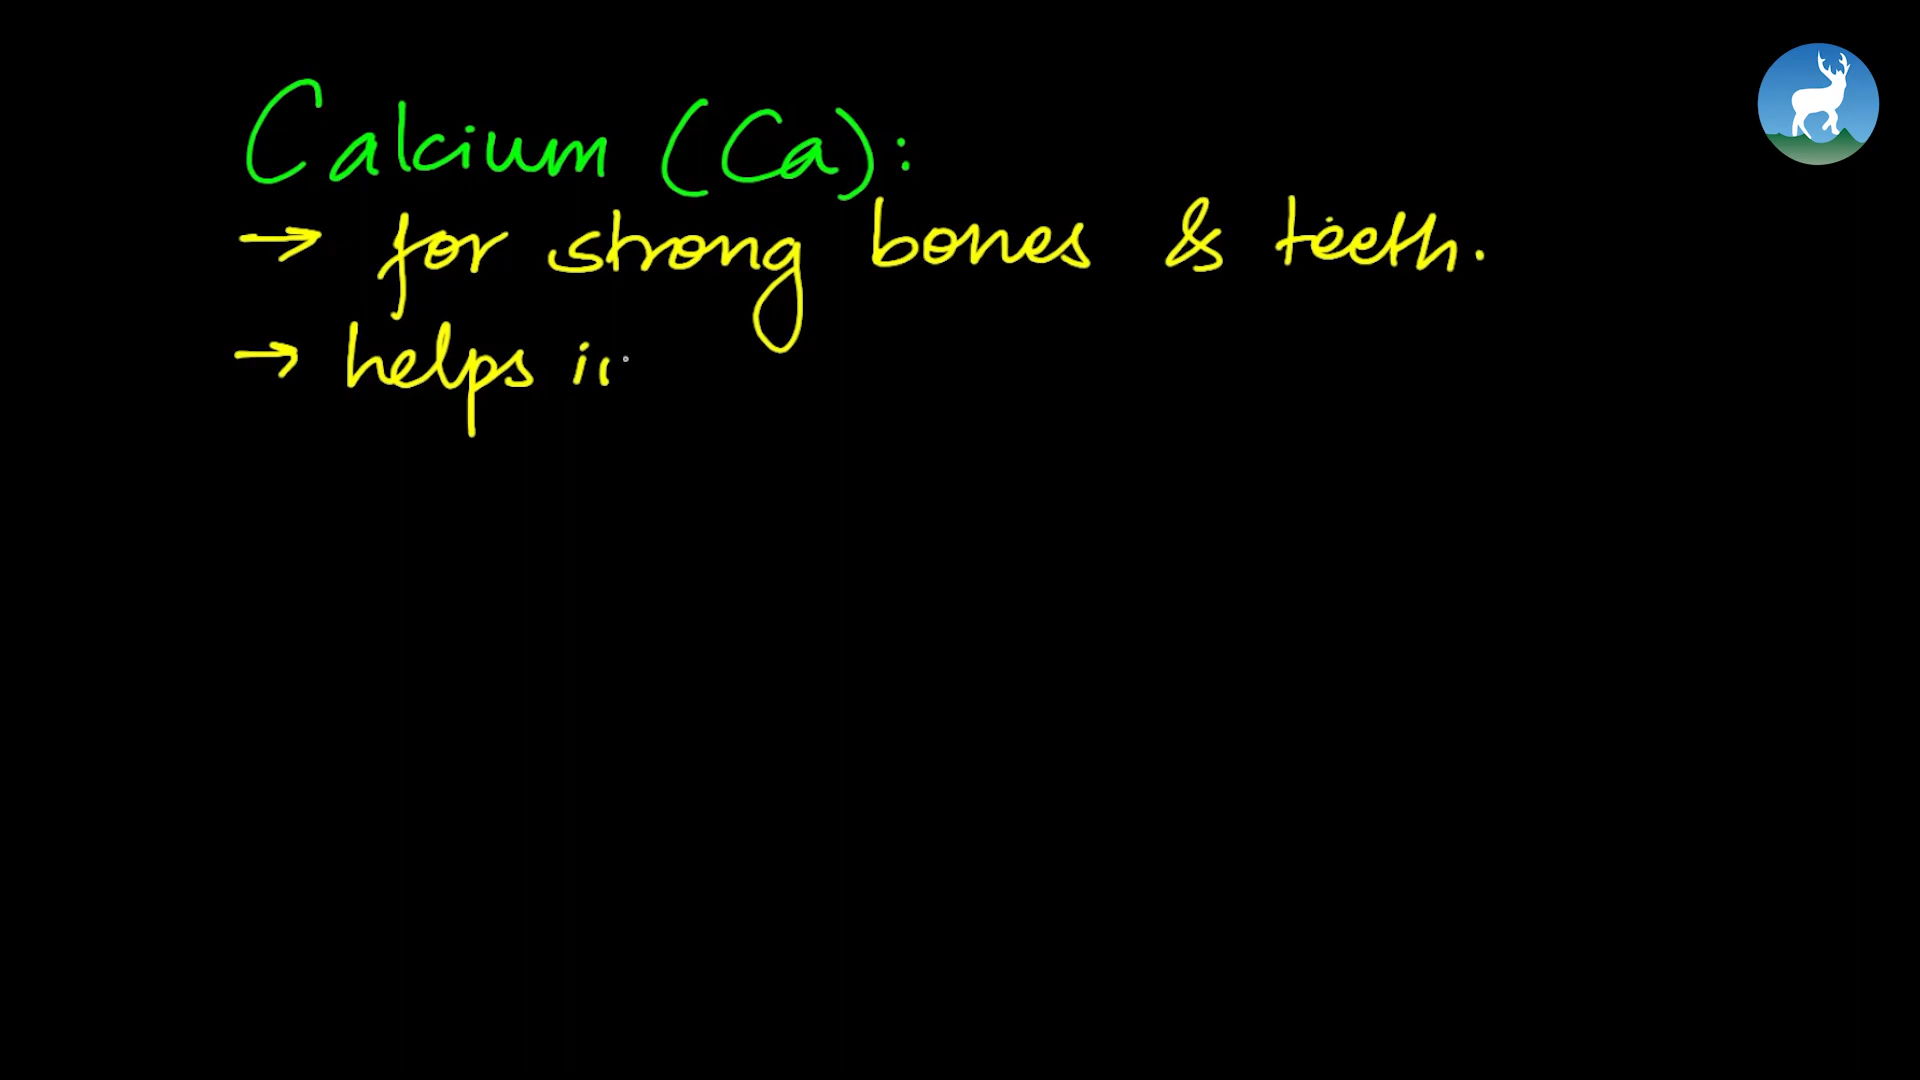 Calcium (Ca):
→ for strong bones & teeth.
→ helps